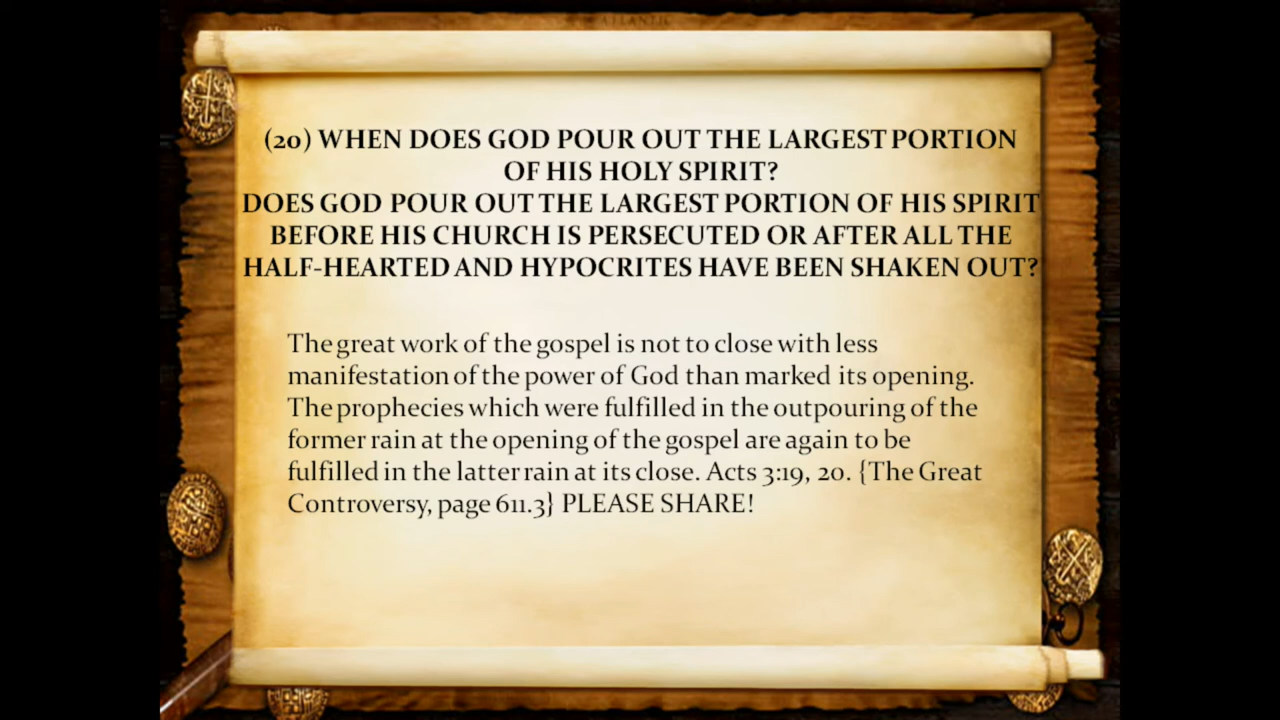 ATLANTIC
(20) WHEN DOES GOD POUR OUT THE LARGEST PORTION
OF HIS HOLY SPIRIT?
DOES GOD POUR OUT THE LARGEST PORTION OF HIS SPIRIT
BEFORE HIS CHURCH IS PERSECUTED OR AFTER ALL THE
HALF-HEARTED AND HYPOCRITES HAVE BEEN SHAKEN OUT?
The great work of the gospel is not to close with less
manifestation of the power of God than marked its opening.
The prophecies which were fulfilled in the outpouring of the
former rain at the opening of the gospel are again to be
fulfilled in the latter rain at its close. Acts 3:19, 20. {The Great
Controversy, page 611.3} PLEASE SHARE!